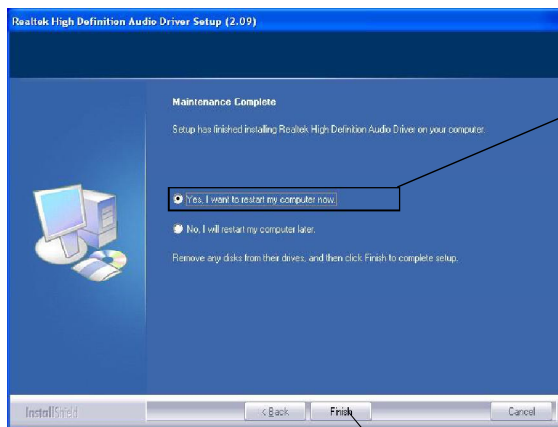 Realtek High Definition Audio Driver Setup (2.09)
Maintenance Complete
Setup has finished installing Realtek High Definition Audio Driver on your computer.
Yes, I want to restart my computer now.
No, I will restart my computer later.
Remove any disks from their drives, and then click Finish to complete setup.
InstallShield
< Back
Finish
Cancel